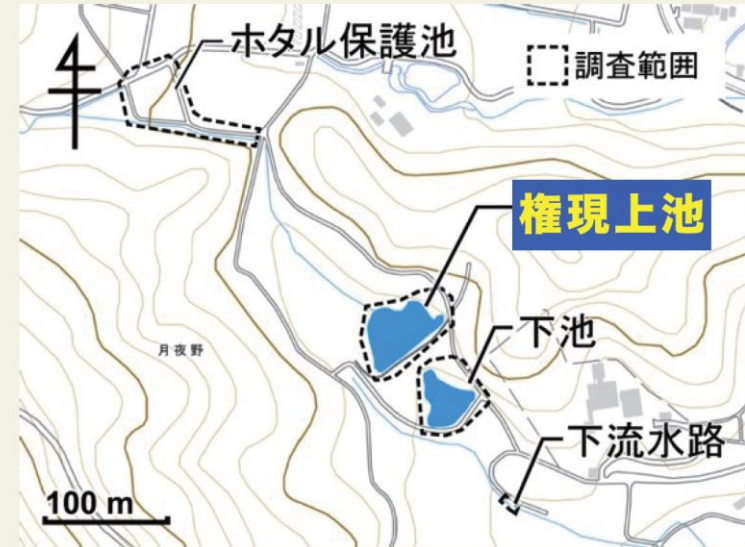 ホタル保護池
調査範囲
権現上池
下池
月夜野
下流水路
100 m